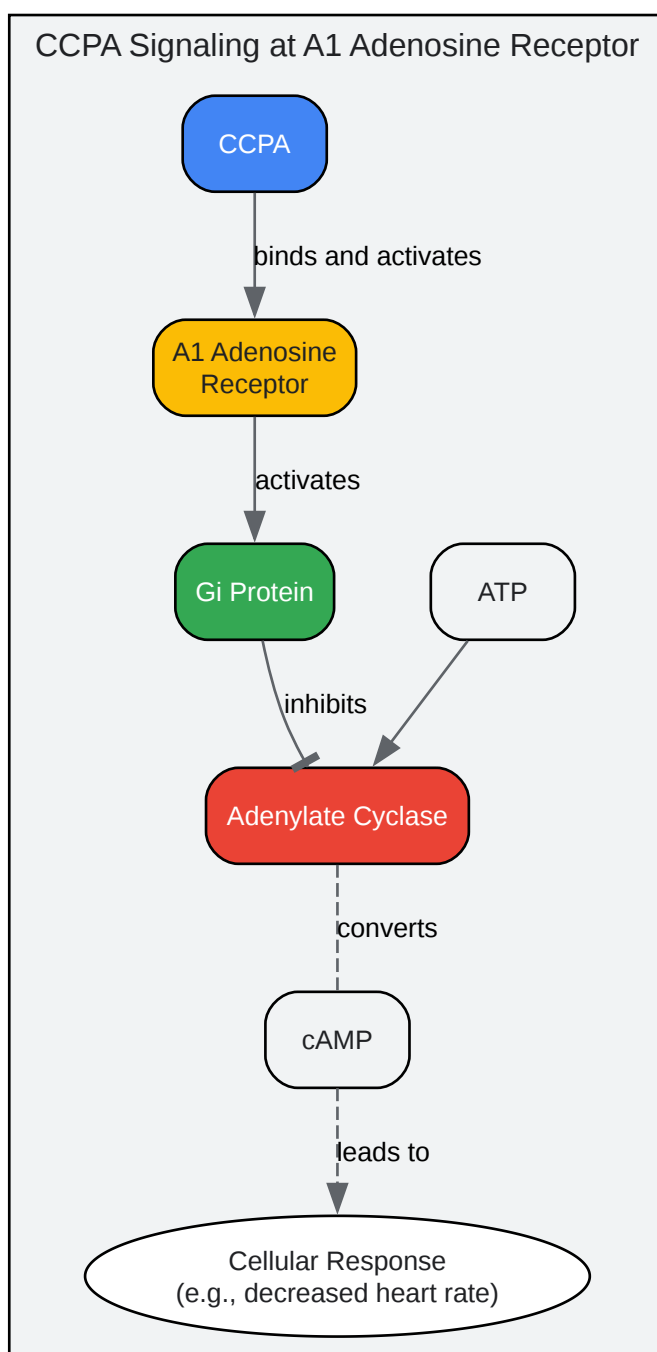 CCPA Signaling at A1 Adenosine Receptor
CCPA
binds and activates
A1 Adenosine
Receptor
activates
Gi Protein
ATP
inhibits
Adenylate Cyclase
converts
cAMP
leads to
Cellular Response
(e.g., decreased heart rate)